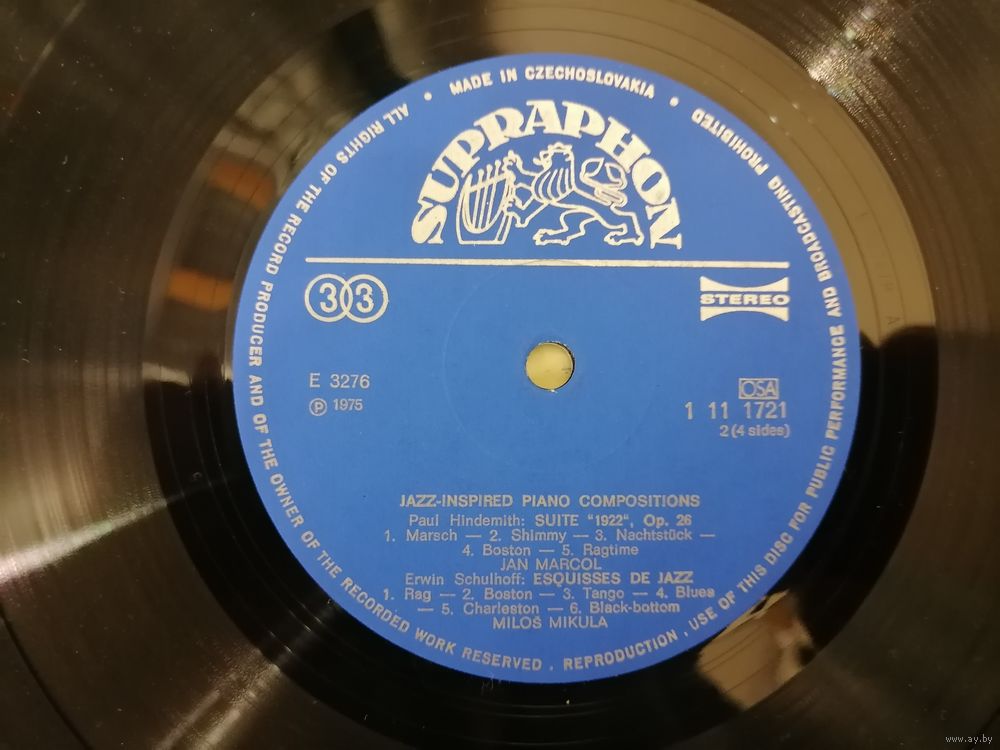 MADE IN CZECHOSLOVAKIA • ALL RIGHTS OF THE RECORD PRODUCER AND OF THE OWNER OF THE RECORDED WORK RESERVED . REPRODUCTION , USE OF THIS DISC FOR PUBLIC PERFORMANCE AND BROADCASTING PROHIBITED •
SUPRAPHON
33
STEREO
E 3276
℗ 1975
OSA
1 11 1721
2 (4 sides)
JAZZ-INSPIRED PIANO COMPOSITIONS
Paul Hindemith: SUITE "1922", Op. 26
1. Marsch — 2. Shimmy — 3. Nachtstück —
4. Boston — 5. Ragtime
JAN MARCOL
Erwin Schulhoff: ESQUISSES DE JAZZ
1. Rag — 2. Boston — 3. Tango — 4. Blues
— 5. Charleston — 6. Black-bottom
MILOŠ MIKULA
www.ay.by